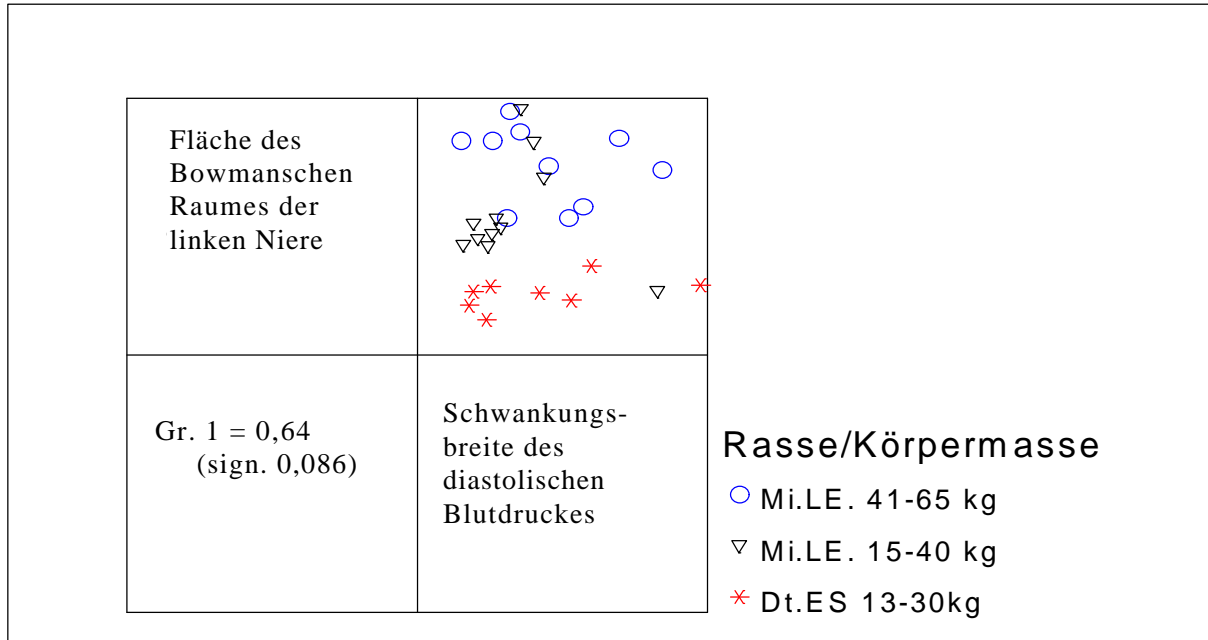 Fläche des
Bowmanschen
Raumes der
linken Niere
Gr. 1 = 0,64
(sign. 0,086)
Schwankungs-
breite des
diastolischen
Blutdruckes
Rasse/Körpermasse
Mi.LE. 41-65 kg
Mi.LE. 15-40 kg
Dt.ES 13-30kg